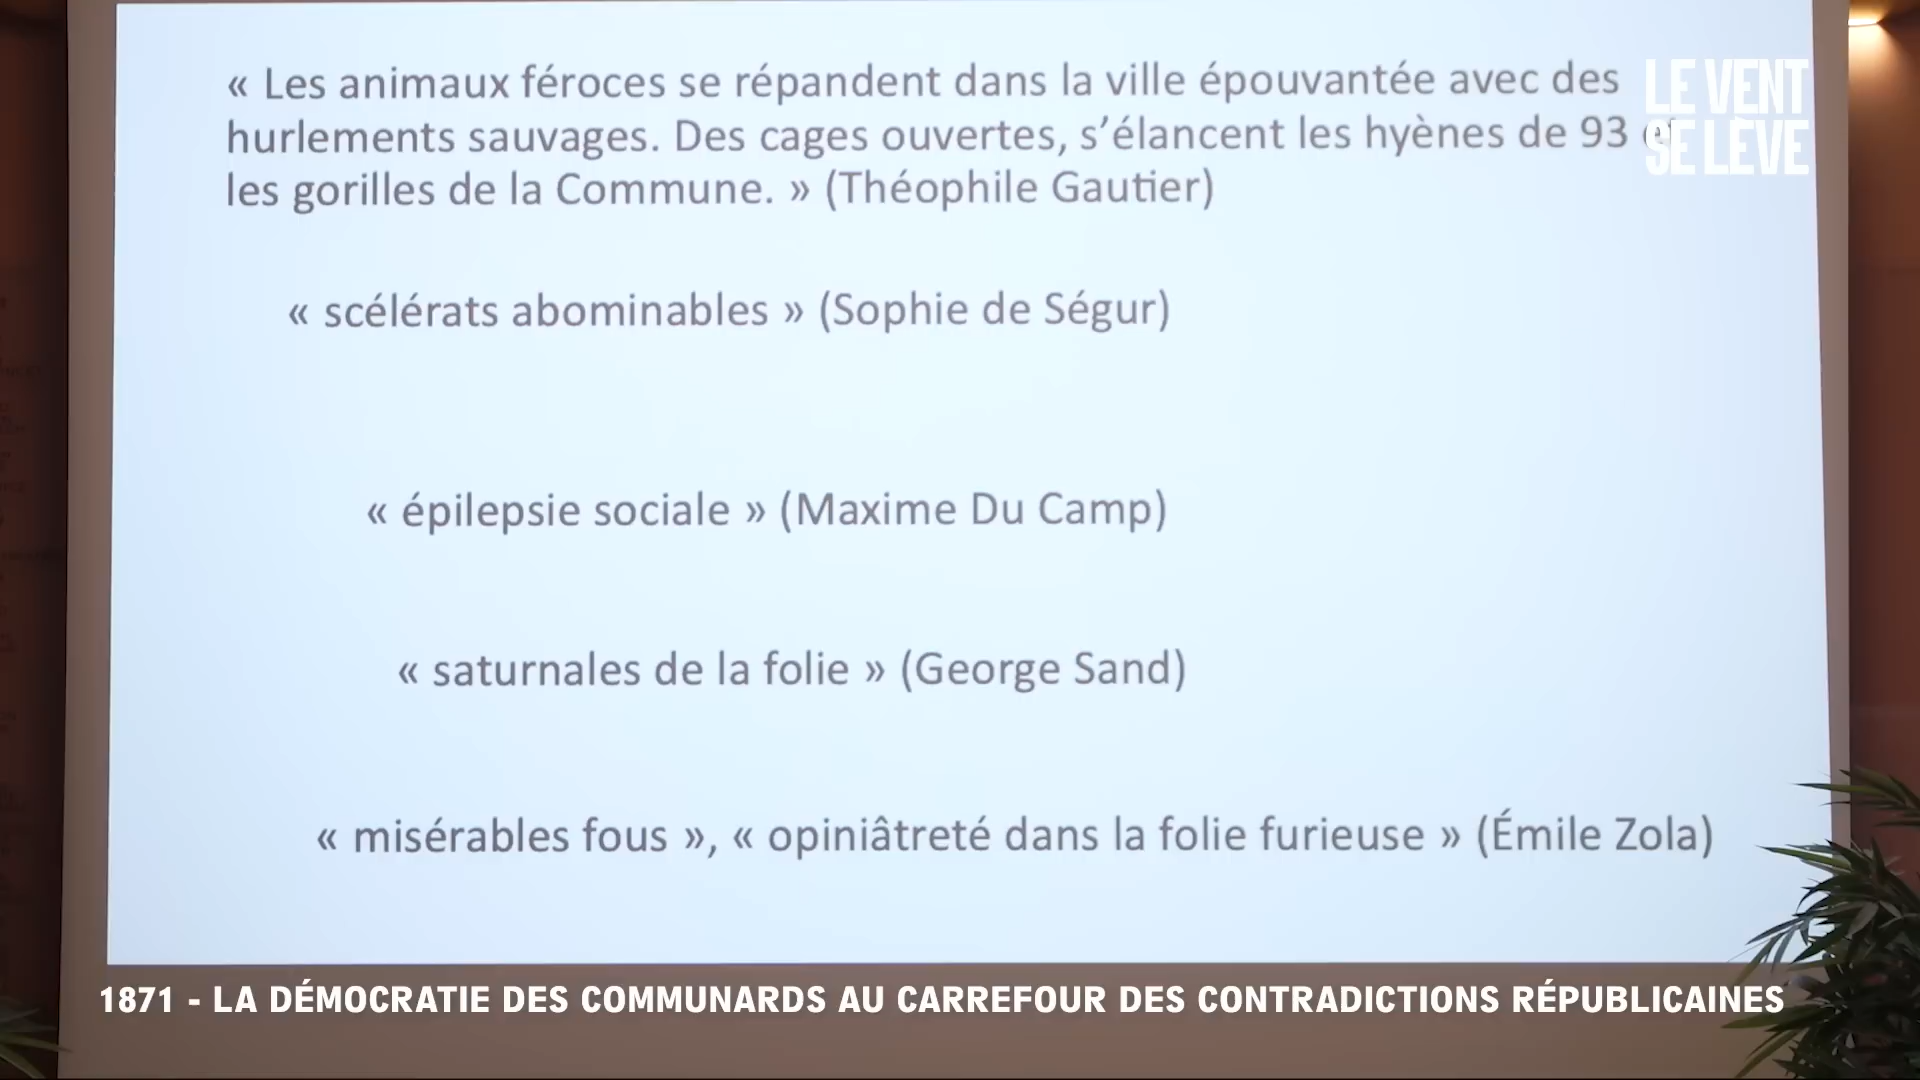 « Les animaux féroces se répandent dans la ville épouvantée avec des
hurlements sauvages. Des cages ouvertes, s’élancent les hyènes de 93
les gorilles de la Commune. » (Théophile Gautier)
« scélérats abominables » (Sophie de Ségur)
« épilepsie sociale » (Maxime Du Camp)
« saturnales de la folie » (George Sand)
« misérables fous », « opiniâtreté dans la folie furieuse » (Émile Zola)
LE VENT
SE LÈVE
1871 - LA DÉMOCRATIE DES COMMUNARDS AU CARREFOUR DES CONTRADICTIONS RÉPUBLICAINES